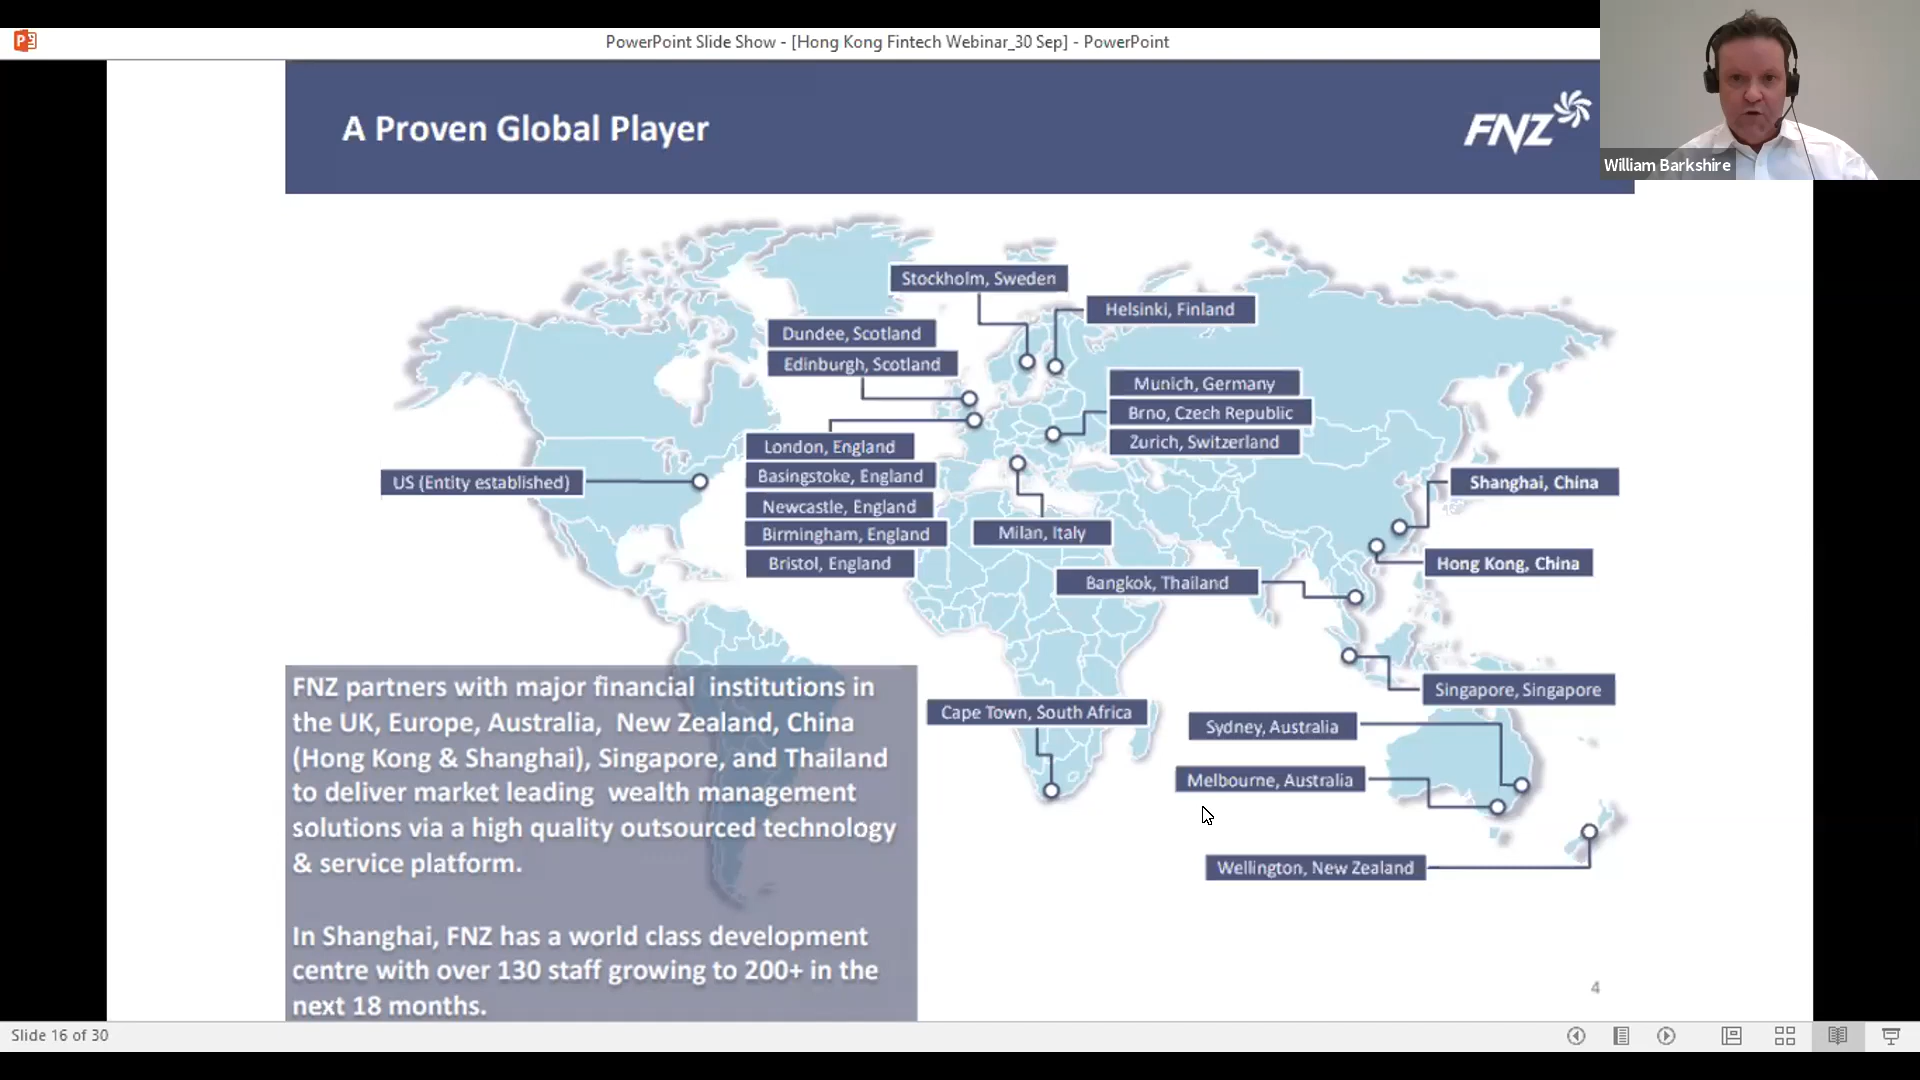 PowerPoint Slide Show - [Hong Kong Fintech Webinar_30 Sep] - PowerPoint
A Proven Global Player
FNZ
William Barkshire
Stockholm, Sweden
Helsinki, Finland
Dundee, Scotland
Edinburgh, Scotland
Munich, Germany
Brno, Czech Republic
Zurich, Switzerland
London, England
Basingstoke, England
Newcastle, England
Birmingham, England
Bristol, England
US (Entity established)
Milan, Italy
Shanghai, China
Hong Kong, China
Bangkok, Thailand
Singapore, Singapore
Cape Town, South Africa
Sydney, Australia
Melbourne, Australia
Wellington, New Zealand
FNZ partners with major financial institutions in
the UK, Europe, Australia, New Zealand, China
(Hong Kong & Shanghai), Singapore, and Thailand
to deliver market leading wealth management
solutions via a high quality outsourced technology
& service platform.
In Shanghai, FNZ has a world class development
centre with over 130 staff growing to 200+ in the
next 18 months.
4
Slide 16 of 30